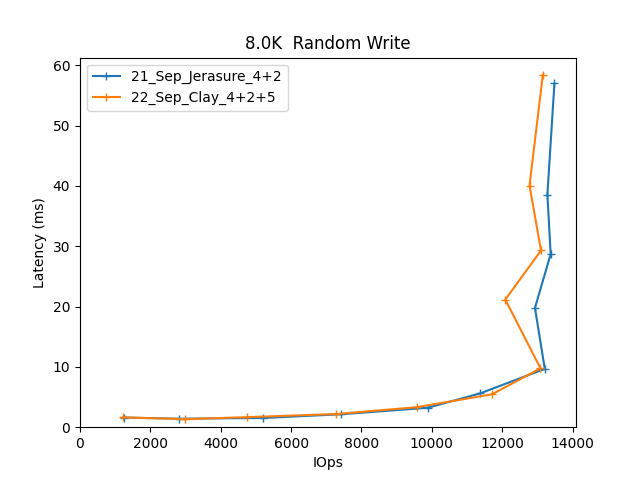 8.0K  Random Write
21_Sep_Jerasure_4+2
22_Sep_Clay_4+2+5
Latency (ms)
60
50
40
30
20
10
0
0 2000 4000 6000 8000 10000 12000 14000
IOps